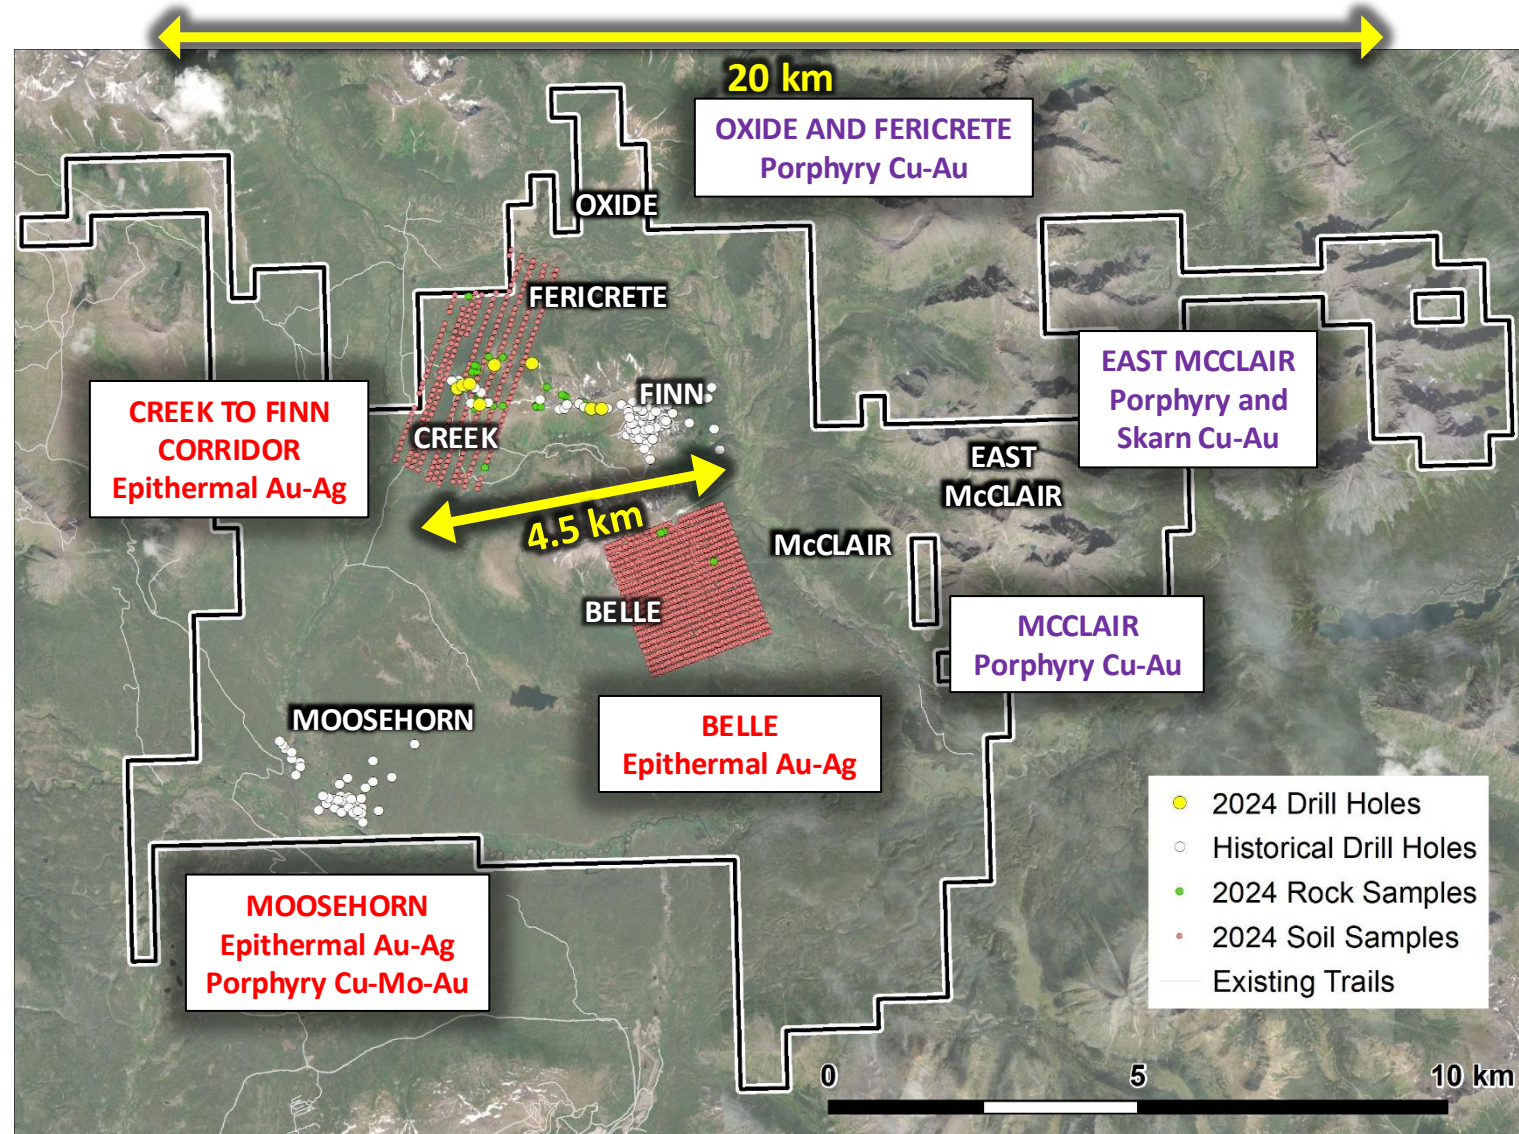 20 km
OXIDE AND FERICRETE
Porphyry Cu-Au
OXIDE
FERICRETE
CREEK TO FINN
CORRIDOR
Epithermal Au-Ag
FINN
CREEK
EAST MCCLAIR
Porphyry and
Skarn Cu-Au
EAST
McCLAIR
4.5 km
McCLAIR
BELLE
MCCLAIR
Porphyry Cu-Au
MOOSEHORN
BELLE
Epithermal Au-Ag
MOOSEHORN
Epithermal Au-Ag
Porphyry Cu-Mo-Au
2024 Drill Holes
Historical Drill Holes
2024 Rock Samples
2024 Soil Samples
Existing Trails
0 5 10 km